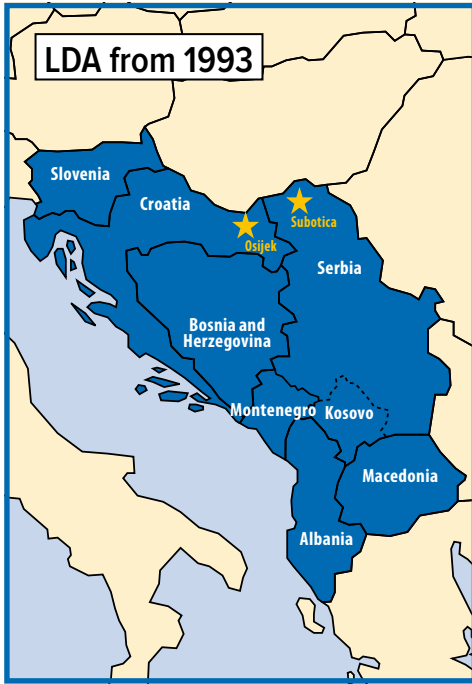 LDA from 1993
Slovenia
Croatia
Subotica
Osijek
Serbia
Bosnia and
Herzegovina
Montenegro
Kosovo
Macedonia
Albania